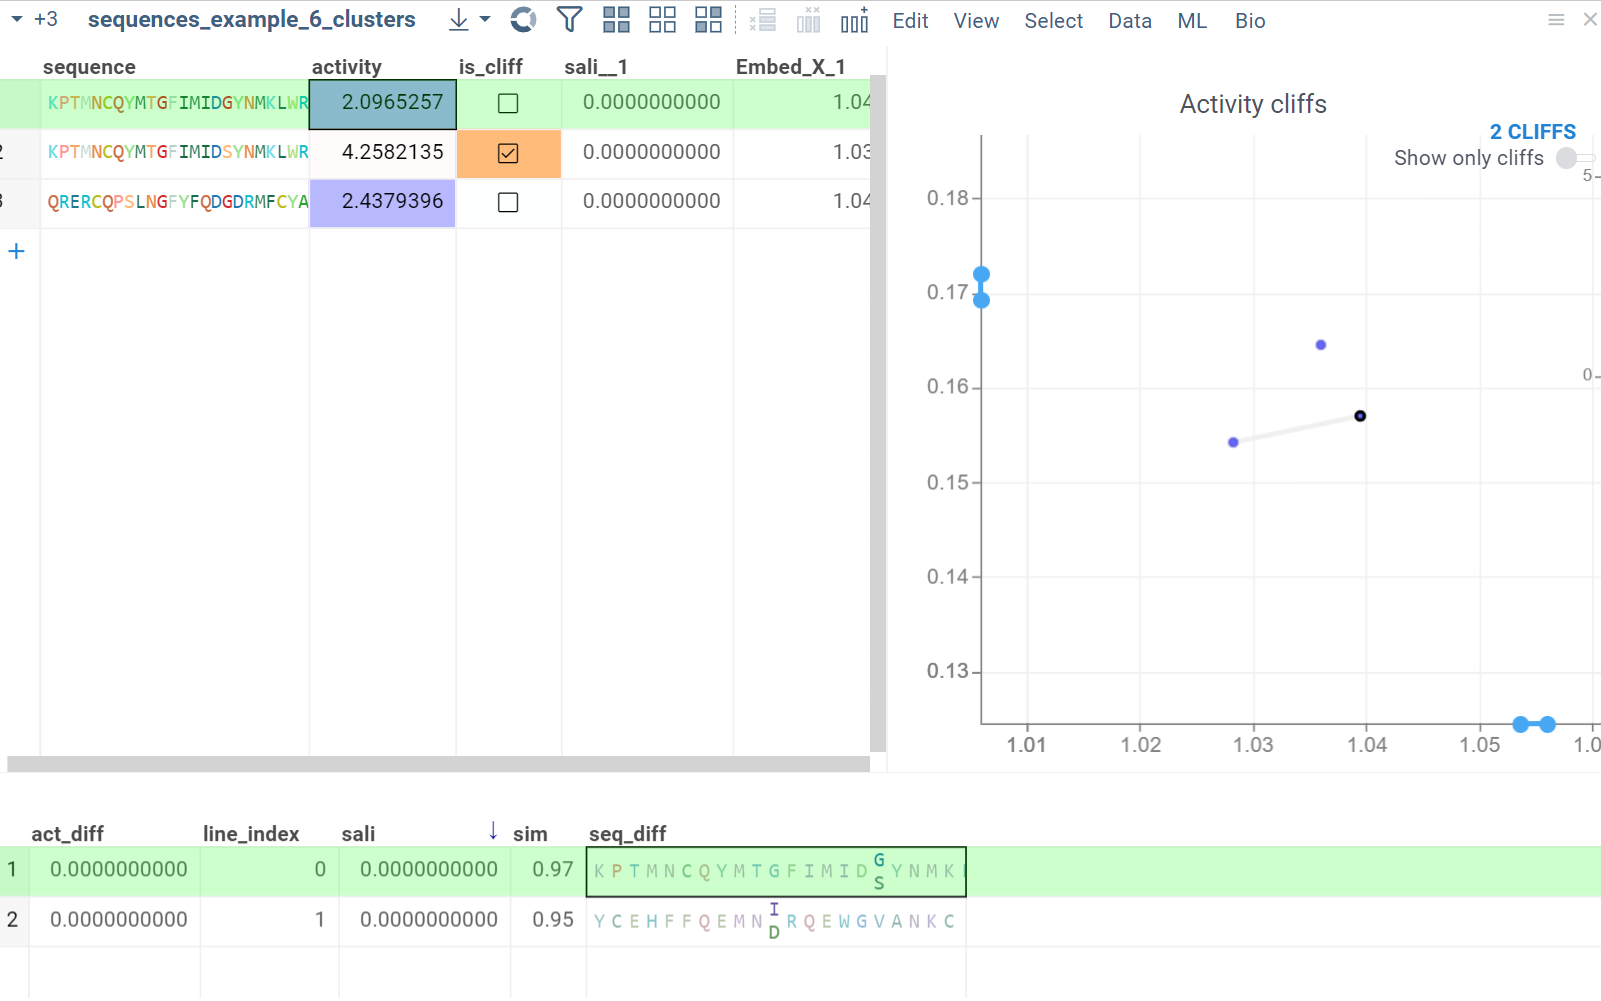 +3 sequences_example_6_clusters Edit View Select Data ML Bio
sequence activity is_cliff sali__1 Embed_X_1
KPTMNCQYMTGFIMIDGYNMKLWR 2.0965257 0.0000000000 1.04
2 KPTMNCQYMTGFIMIDSYNMKLWR 4.2582135 0.0000000000 1.03
3 QRERCQPSLNGFYFQDGDRMFCYA 2.4379396 0.0000000000 1.04
+
Activity cliffs
2 CLIFFS
Show only cliffs
5
0
0.18
0.17
0.16
0.15
0.14
0.13
1.01 1.02 1.03 1.04 1.05 1.0
act_diff line_index sali ↓ sim seq_diff
1 0.0000000000 0 0.0000000000 0.97 KPTMNCQYMTGFIMID G YNMK
S
2 0.0000000000 1 0.0000000000 0.95 YCEHFFQEMN I RQEWGVANKC
D